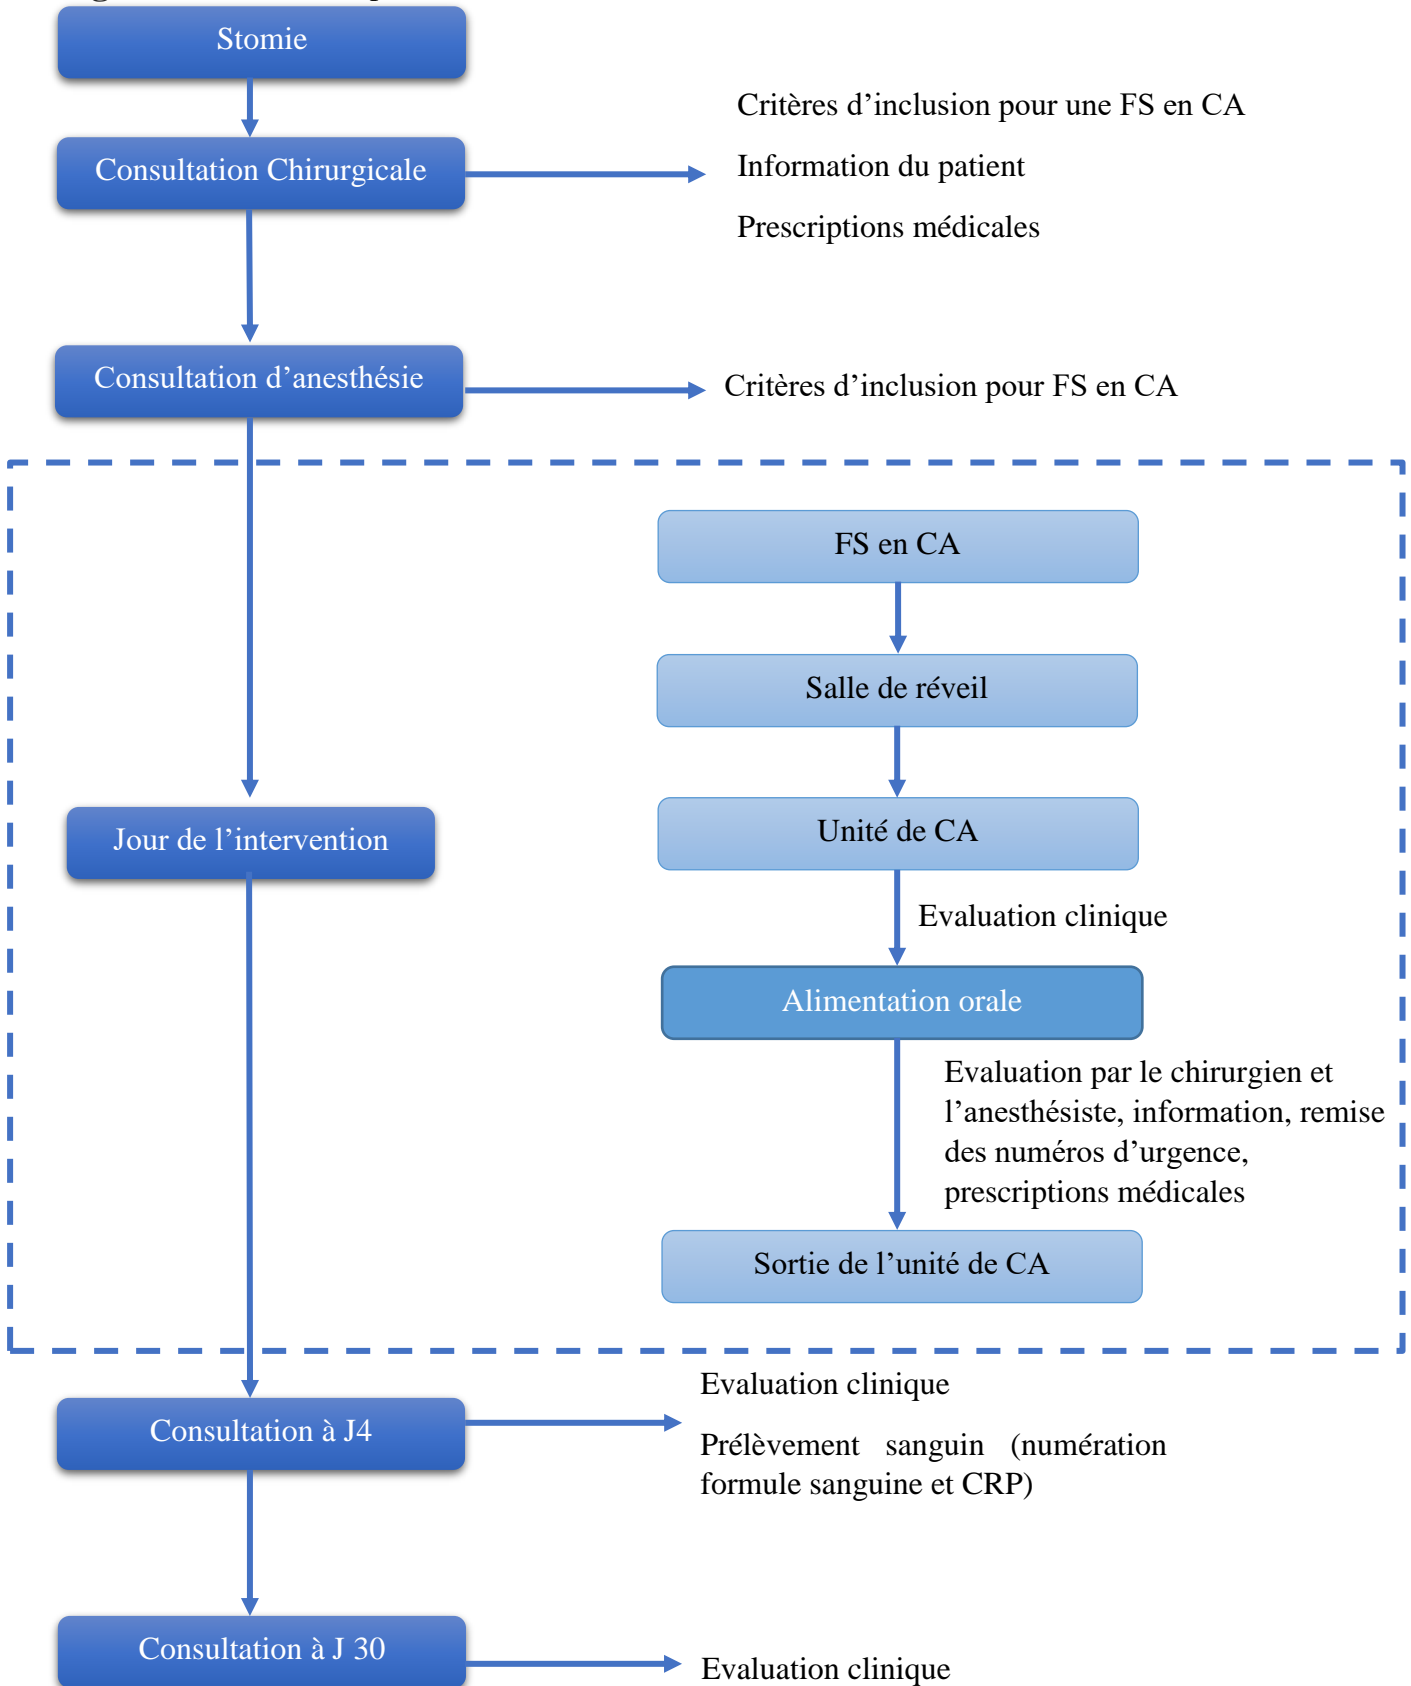 Stomie
Critères d’inclusion pour une FS en CA
Consultation Chirurgicale
Information du patient
Prescriptions médicales
Consultation d’anesthésie
Critères d’inclusion pour FS en CA
FS en CA
Salle de réveil
Unité de CA
Jour de l’intervention
Evaluation clinique
Alimentation orale
Evaluation par le chirurgien et
l’anesthésiste, information, remise
des numéros d’urgence,
prescriptions médicales
Sortie de l’unité de CA
Evaluation clinique
Consultation à J4
Prélèvement sanguin (numération
formule sanguine et CRP)
Consultation à J 30
Evaluation clinique